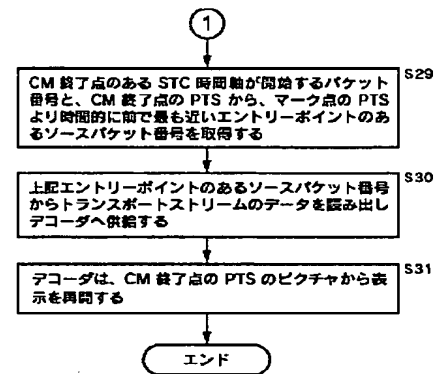 1
CM 終了点のある STC 時間軸が開始するパケット
番号と、CM 終了点の PTS から、マーク点の PTS
より時間的に前で最も近いエントリーポイントのあ
るソースパケット番号を取得する
S29
上記エントリーポイントのあるソースパケット番号
からトランスポートストリームのデータを読み出し
デコーダへ供給する
S30
デコーダは、CM 終了点の PTS のピクチャから表
示を再開する
S31
エンド